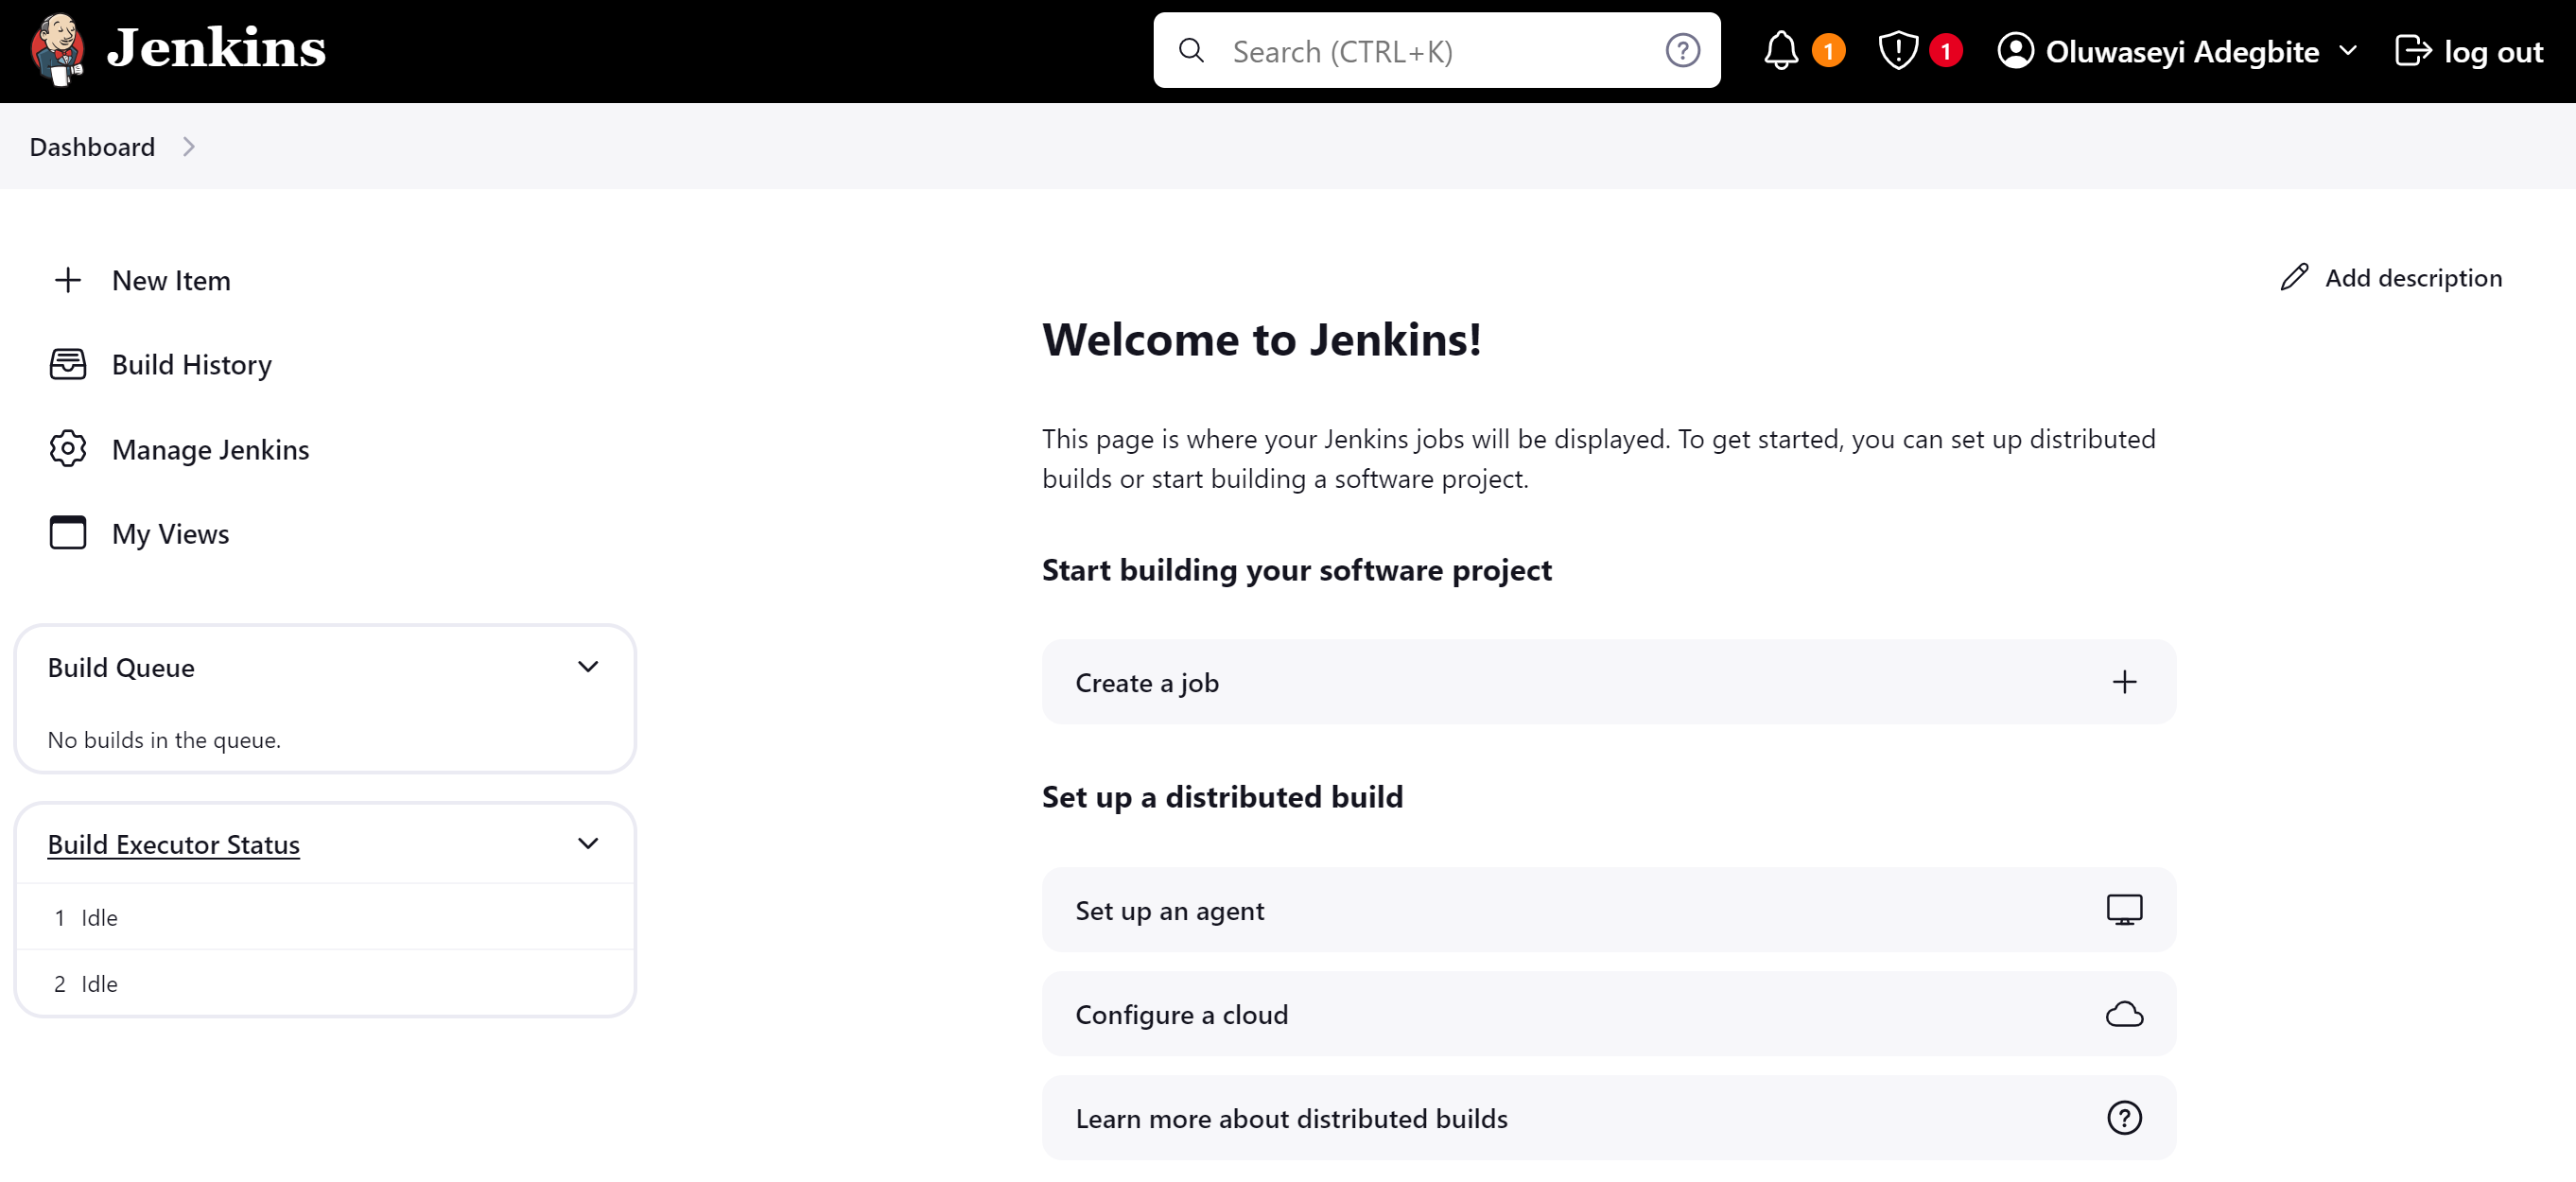 Jenkins
Search (CTRL+K)
1
1
Oluwaseyi Adegbite
log out
Dashboard
New Item
Build History
Manage Jenkins
My Views
Build Queue
No builds in the queue.
Build Executor Status
1 Idle
2 Idle
Add description
Welcome to Jenkins!
This page is where your Jenkins jobs will be displayed. To get started, you can set up distributed
builds or start building a software project.
Start building your software project
Create a job
Set up a distributed build
Set up an agent
Configure a cloud
Learn more about distributed builds